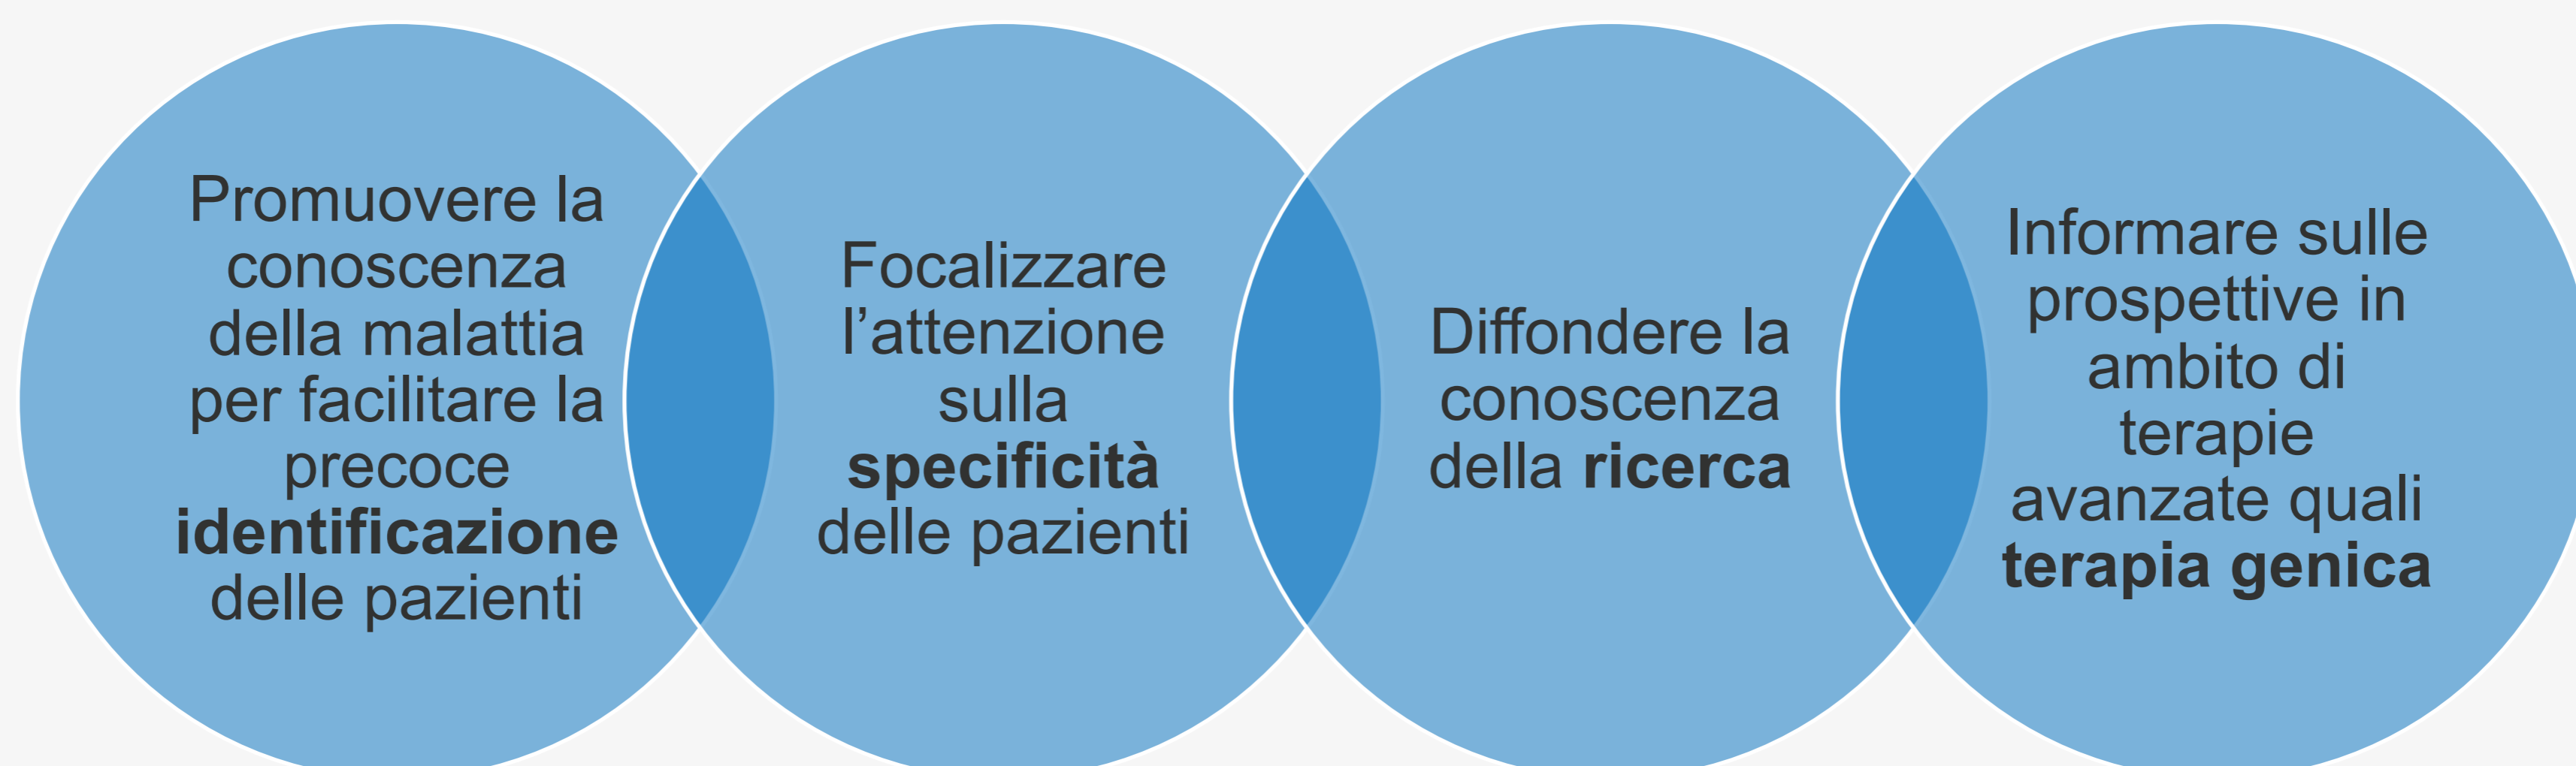 Promuovere la
conoscenza
della malattia
per facilitare la
precoce
identificazione
delle pazienti
Focalizzare
l’attenzione
sulla
specificità
delle pazienti
Diffondere la
conoscenza
della ricerca
Informare sulle
prospettive in
ambito di
terapie
avanzate quali
terapia genica